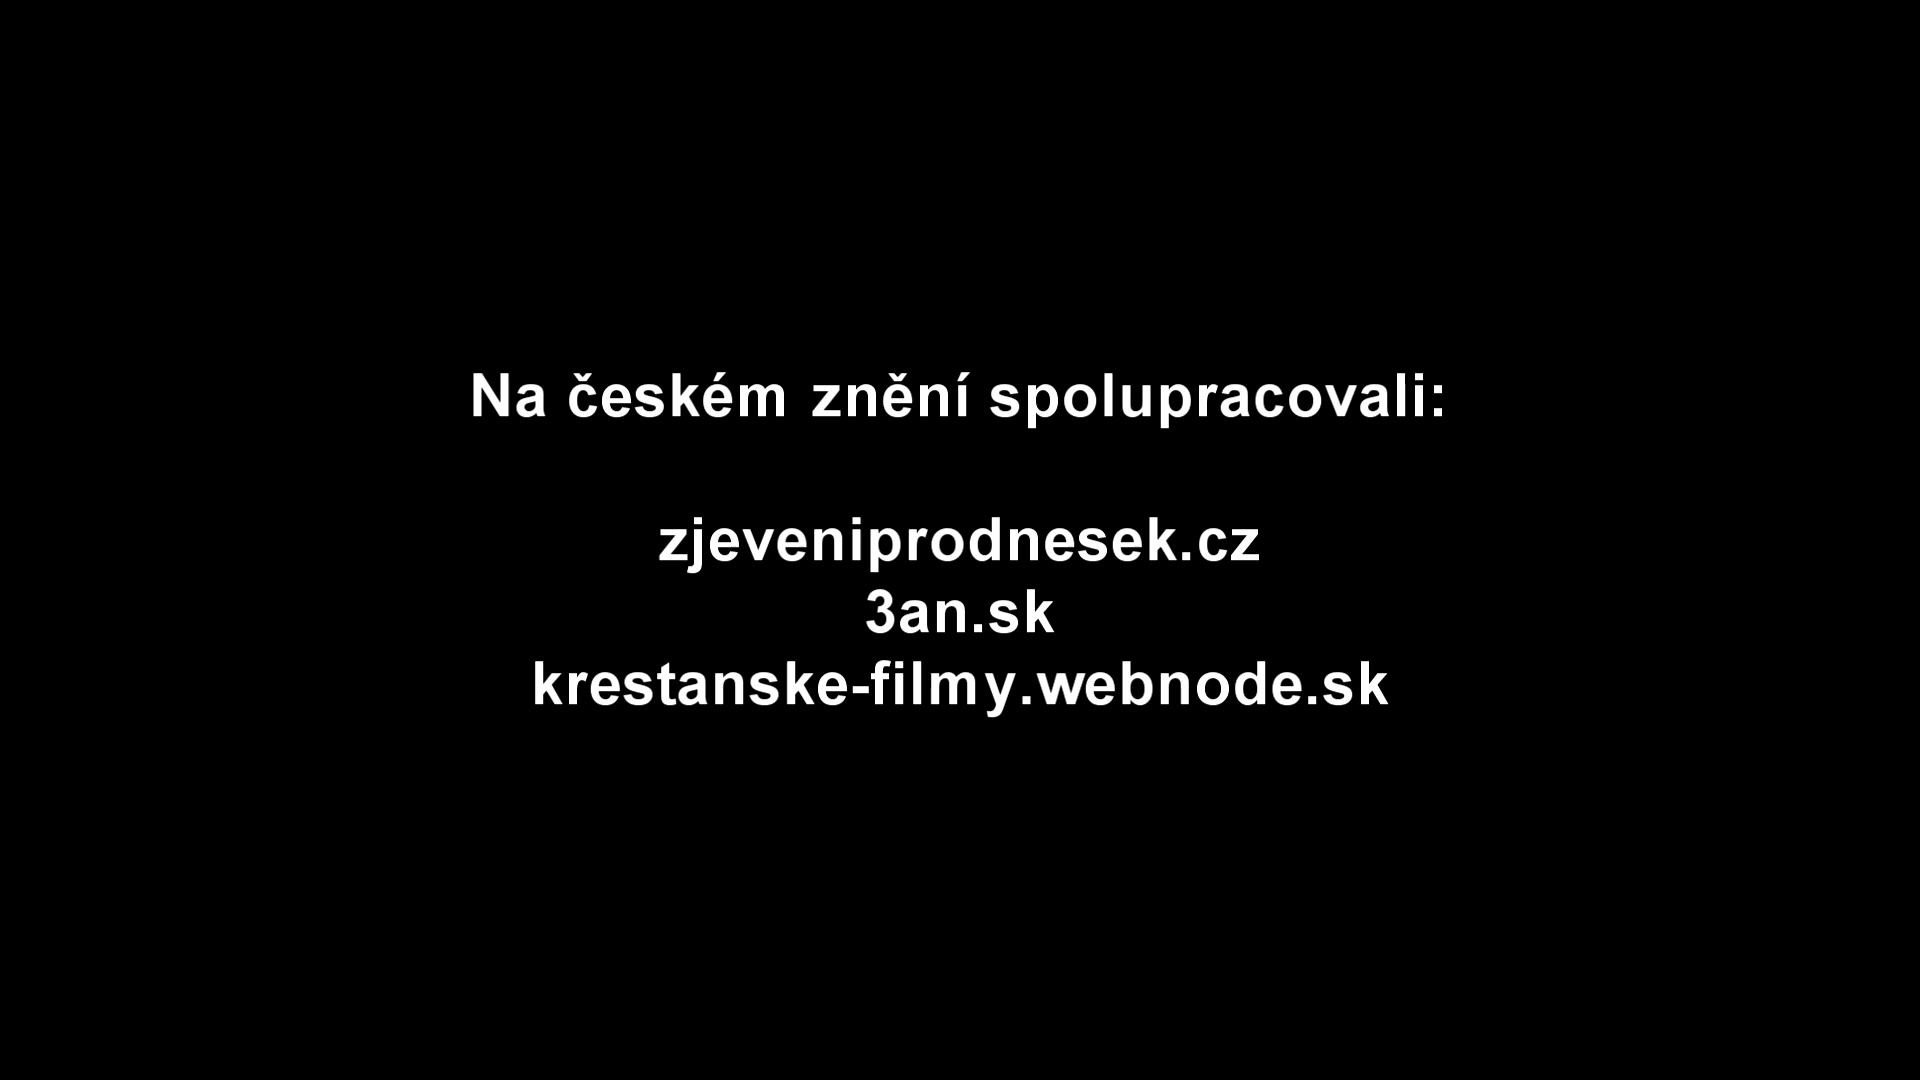 Na českém znění spolupracovali:
zjeveniprodnesek.cz
3an.sk
krestanske-filmy.webnode.sk